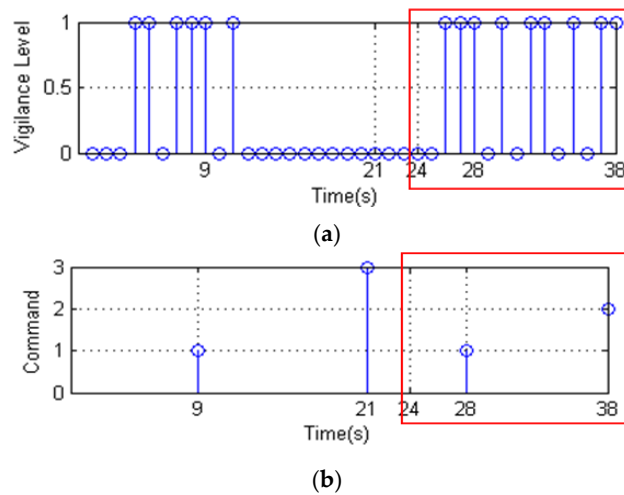 1
Vigilance Level
0.5
0
9 21 24 28 38
Time(s)
(a)
3
2
Command
1
0
9 21 24 28 38
Time(s)
(b)